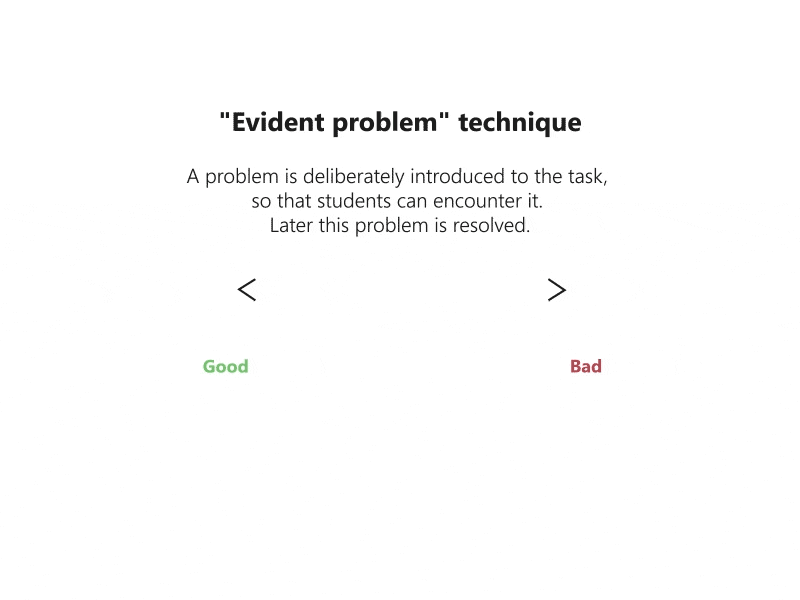 "Evident problem" technique
A problem is deliberately introduced to the task,
so that students can encounter it.
Later this problem is resolved.
< >
Good Bad